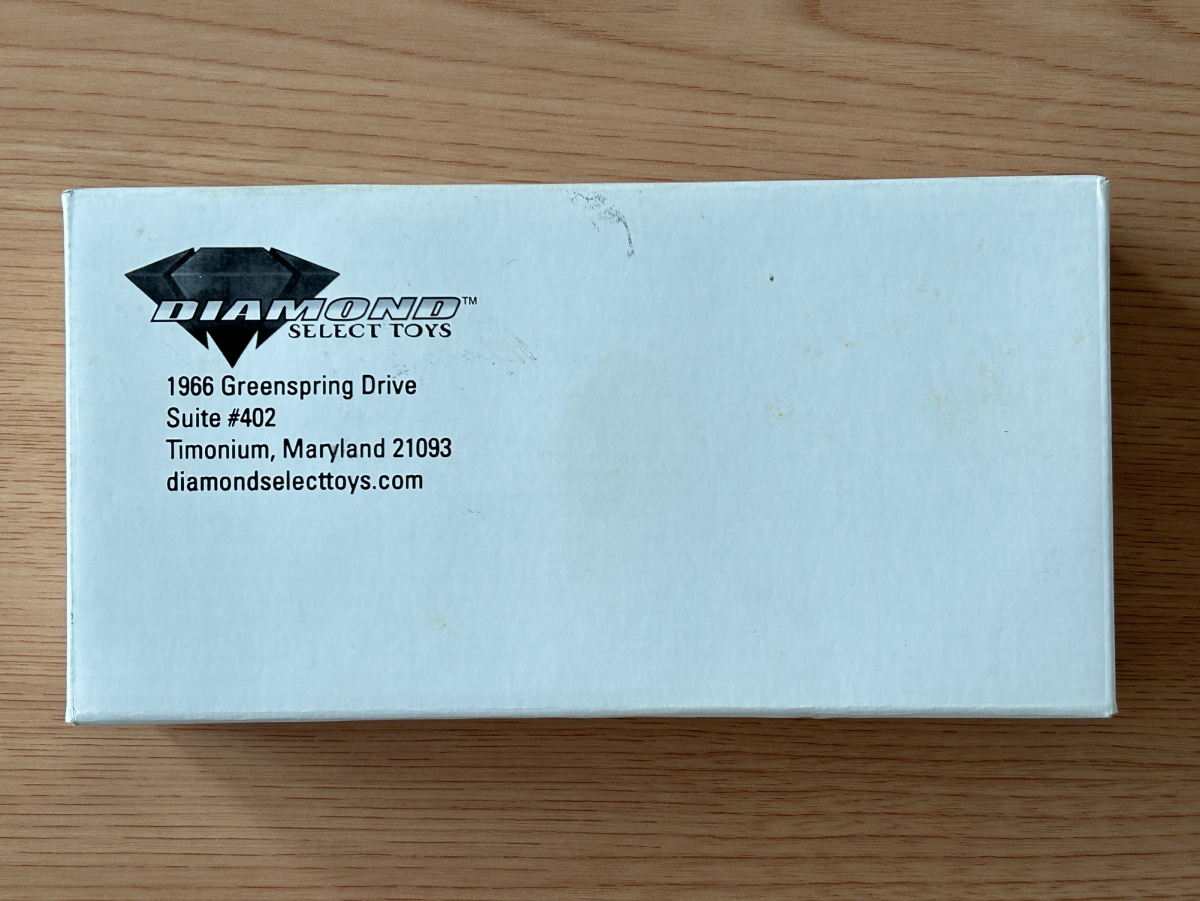 DIAMOND™
SELECT TOYS
1966 Greenspring Drive
Suite #402
Timonium, Maryland 21093
diamondselecttoys.com